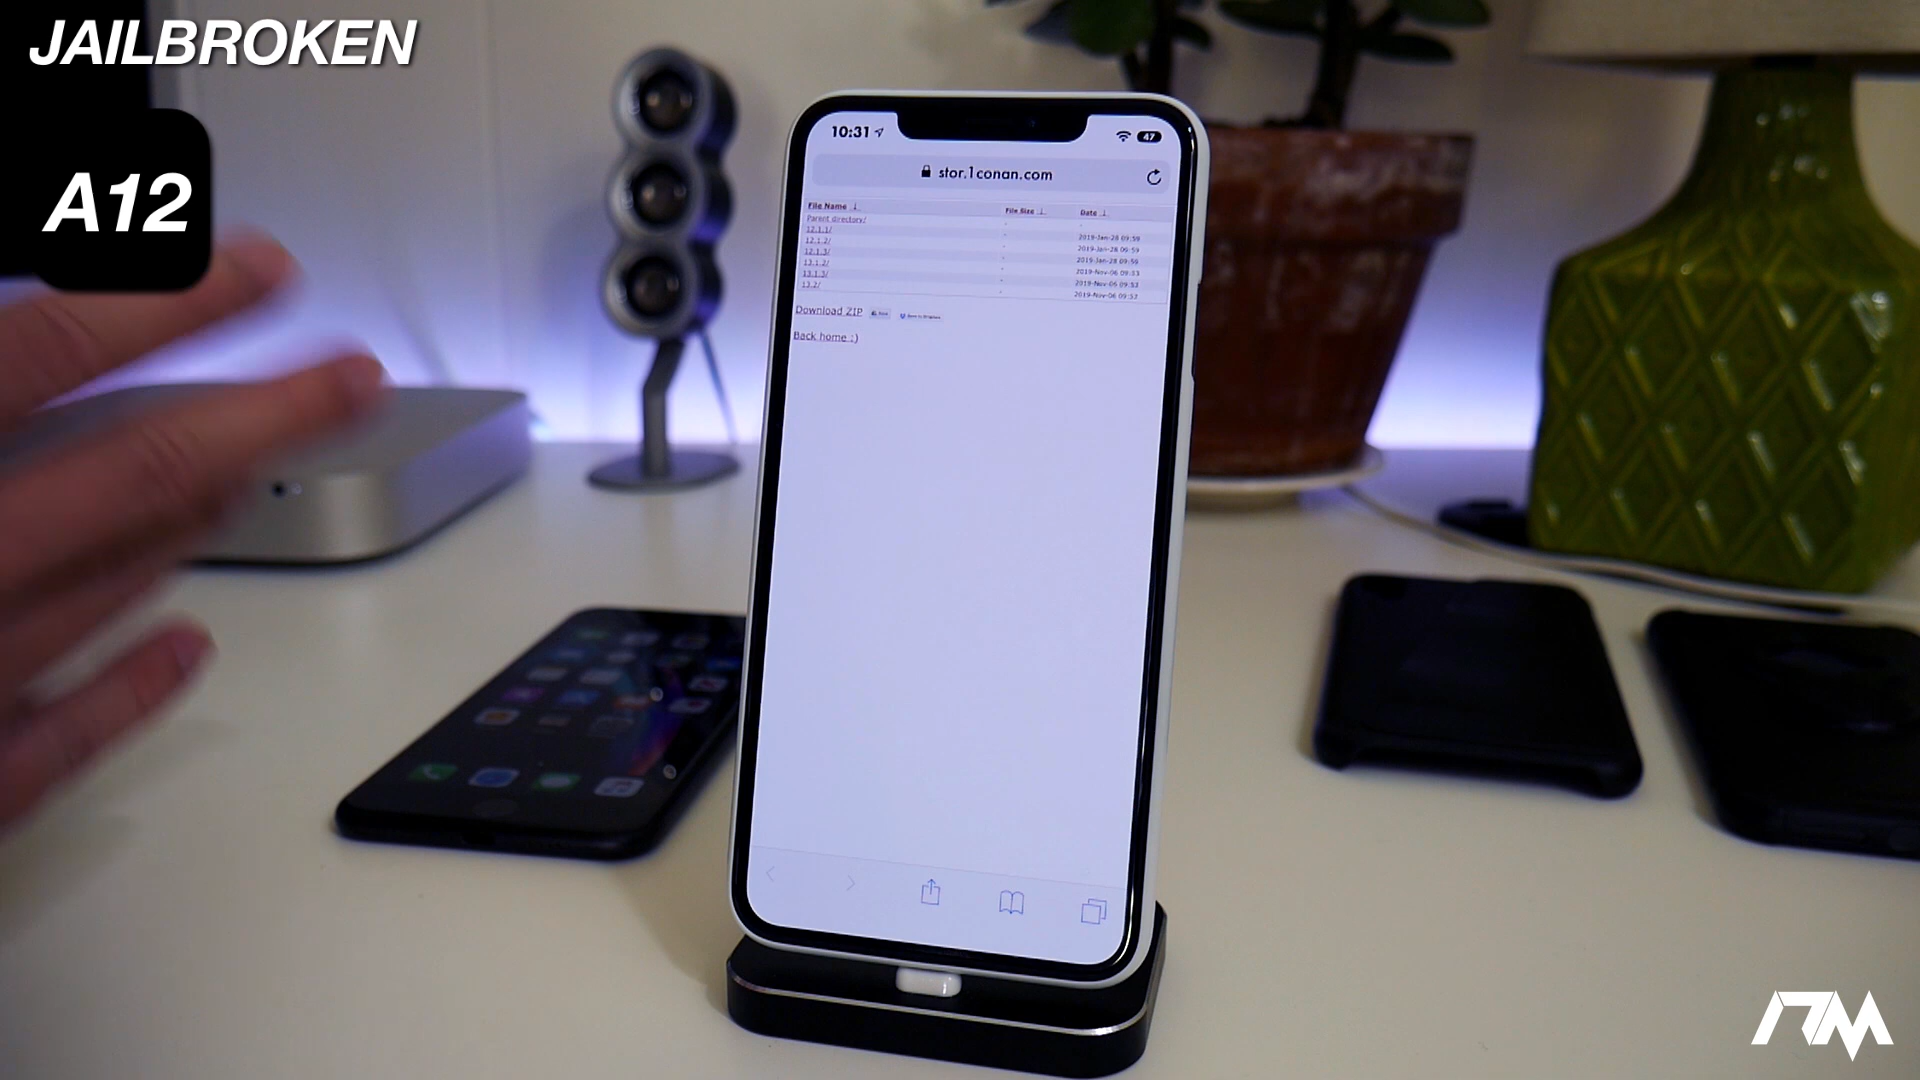 JAILBROKEN
A12
10:31
47
stor.1conan.com
File Name ↓ File Size ↓ Date ↓
Parent directory/ - -
12.1.1/ - 2019-Jan-28 09:59
12.1.2/ - 2019-Jan-28 09:59
12.1.3/ - 2019-Jan-28 09:59
13.1.2/ - 2019-Nov-06 09:53
13.1.3/ - 2019-Nov-06 09:53
13.2/ - 2019-Nov-06 09:53
Download ZIP Save to Dropbox
Back home :)